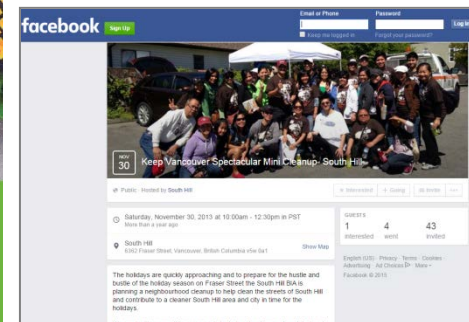 Email or Phone Password
facebook Sign Up Log In
Keep me logged in Forgot your password?
NOV
30 Keep Vancouver Spectacular Mini Cleanup- South Hill
Public · Hosted by South Hill
Interested Going Invite
Saturday, November 30, 2013 at 10:00am - 12:30pm in PST
More than a year ago
South Hill
6362 Fraser Street, Vancouver, British Columbia
Show Map
GUESTS
1 4 43
interested went invited
English (US) · Privacy · Terms · Cookies ·
Advertising · Ad Choices · More
Facebook © 2015
The holidays are quickly approaching and to prepare for the hustle and
bustle of the holiday season on Fraser Street the South Hill BIA is
planning a neighbourhood cleanup to help clean the streets of South Hill
and contribute to a cleaner South Hill area and city in time for the
holidays.